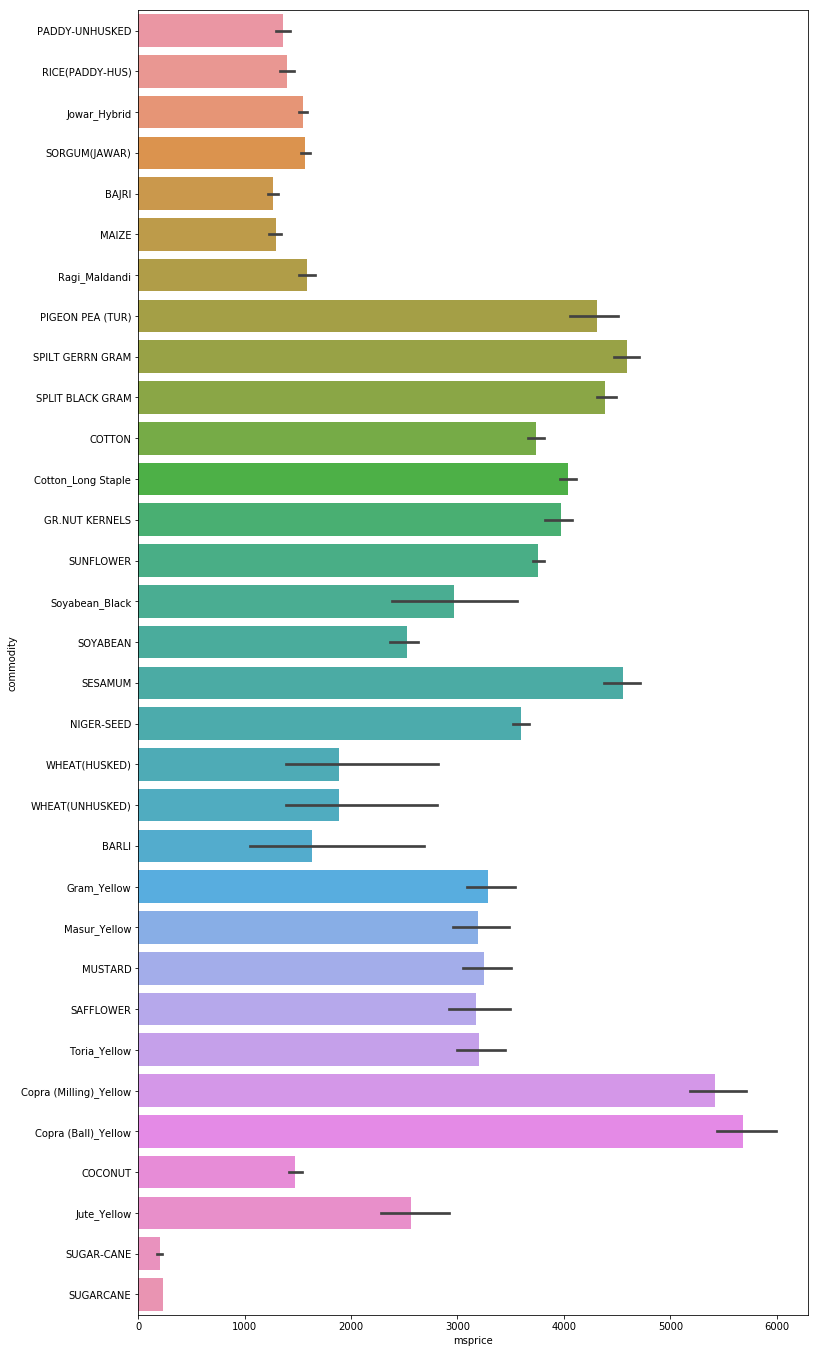 PADDY-UNHUSKED
RICE(PADDY-HUS)
Jowar_Hybrid
SORGUM(JAWAR)
BAJRI
MAIZE
Ragi_Maldandi
PIGEON PEA (TUR)
SPILT GERRN GRAM
SPLIT BLACK GRAM
COTTON
Cotton_Long Staple
GR.NUT KERNELS
SUNFLOWER
Soyabean_Black
SOYABEAN
SESAMUM
NIGER-SEED
WHEAT(HUSKED)
WHEAT(UNHUSKED)
BARLI
Gram_Yellow
Masur_Yellow
MUSTARD
SAFFLOWER
Toria_Yellow
Copra (Milling)_Yellow
Copra (Ball)_Yellow
COCONUT
Jute_Yellow
SUGAR-CANE
SUGARCANE
commodity
0 1000 2000 3000 4000 5000 6000
msprice